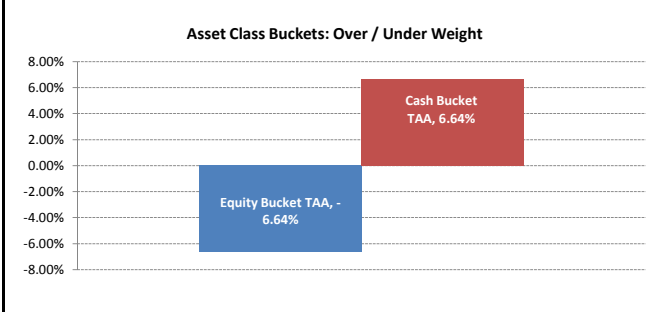 Asset Class Buckets: Over / Under Weight
8.00%
6.00%
4.00%
2.00%
0.00%
-2.00%
-4.00%
-6.00%
-8.00%
Cash Bucket
TAA, 6.64%
Equity Bucket TAA, -
6.64%